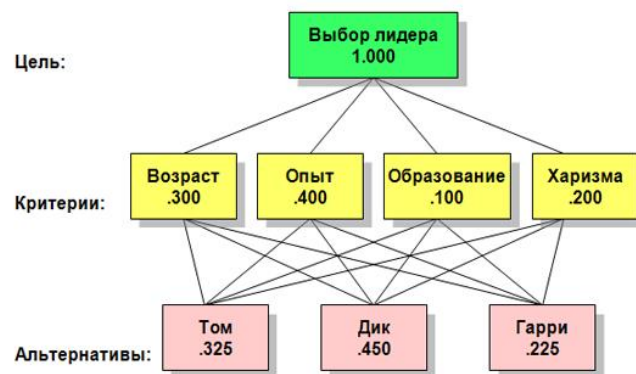 Выбор лидера
1.000
Цель:
Возраст
.300
Опыт
.400
Образование
.100
Харизма
.200
Критерии:
Том
.325
Дик
.450
Гарри
.225
Альтернативы: